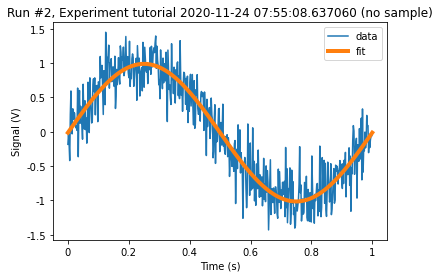 Run #2, Experiment tutorial 2020-11-24 07:55:08.637060 (no sample)
data
fit
Signal (V)
1.5
1
0.5
0
-0.5
-1
-1.5
0
0.2
0.4
0.6
0.8
1
Time (s)